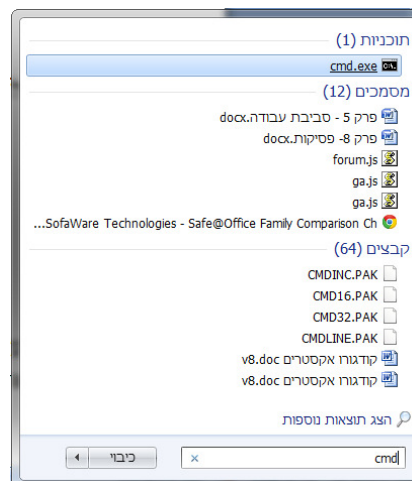 תוכניות (1)
cmd.exe
מסמכים (12)
פרק 5 - סביבת עבודה.docx
פרק 8- פסיקות.docx
forum.js
ga.js
ga.js
...SofaWare Technologies - Safe@Office Family Comparison Ch
קבצים (64)
CMDINC.PAK
CMD16.PAK
CMD32.PAK
CMDLINE.PAK
קודגורו אקסטרים v8.doc
קודגורו אקסטרים v8.doc
הצג תוצאות נוספות
cmd
כיבוי